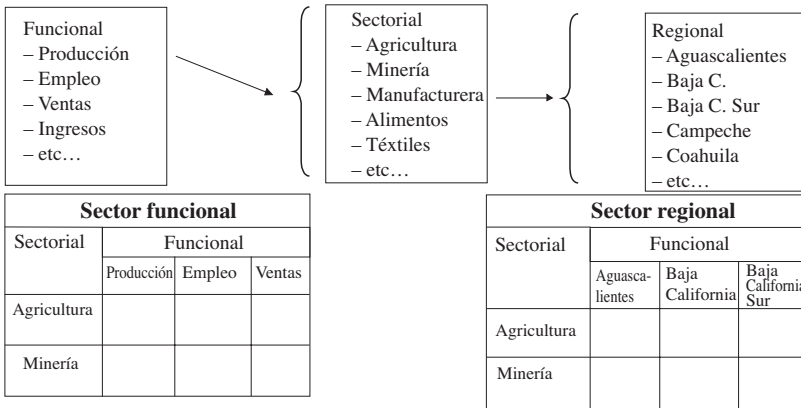 Funcional
– Producción
– Empleo
– Ventas
– Ingresos
– etc…
Sectorial
– Agricultura
– Minería
– Manufacturera
– Alimentos
– Téxtiles
– etc…
Regional
– Aguascalientes
– Baja C.
– Baja C. Sur
– Campeche
– Coahuila
– etc…
Sector funcional
Sectorial
Funcional
Producción
Empleo
Ventas
Agricultura
Minería
Sector regional
Sectorial
Funcional
Aguasca-
lientes
Baja
California
Baja
California
Sur
Agricultura
Minería